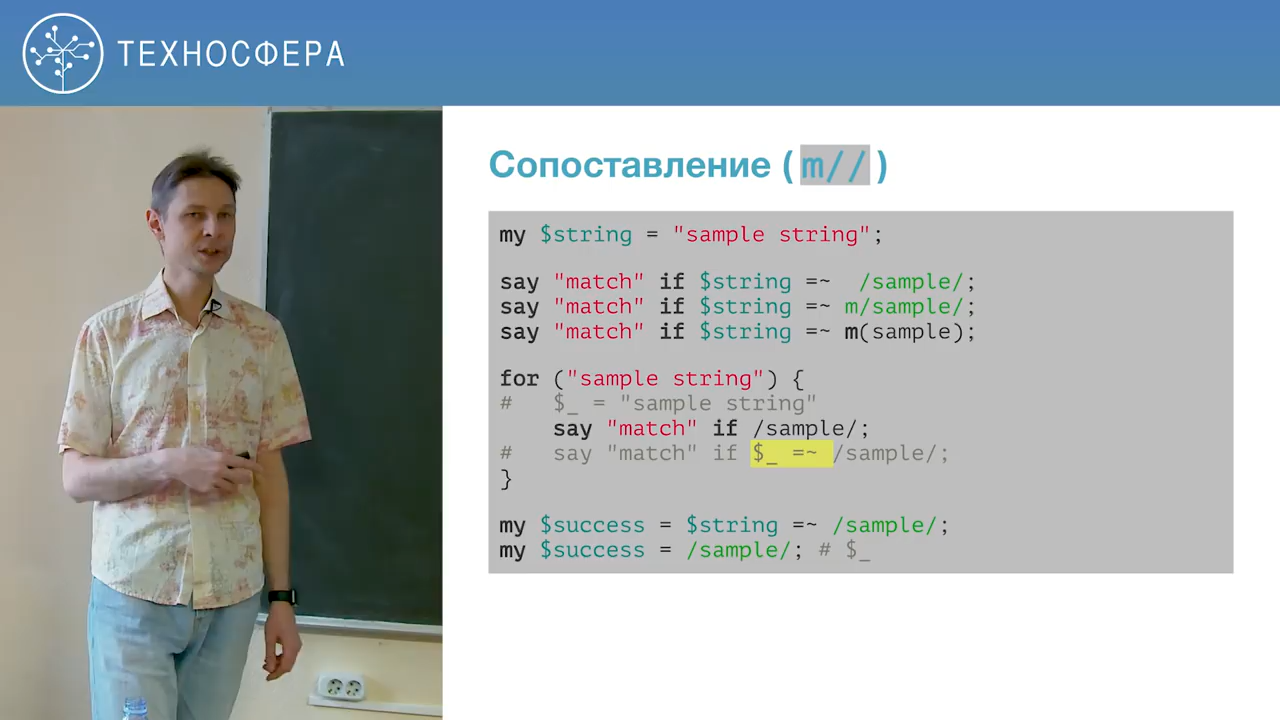 ТЕХНОСФЕРА
Сопоставление ( m// )
my $string = "sample string";
say "match" if $string =~  /sample/;
say "match" if $string =~ m/sample/;
say "match" if $string =~ m(sample);
for ("sample string") {
#   $_ = "sample string"
    say "match" if /sample/;
#   say "match" if $_ =~ /sample/;
}
my $success = $string =~ /sample/;
my $success = /sample/; # $_